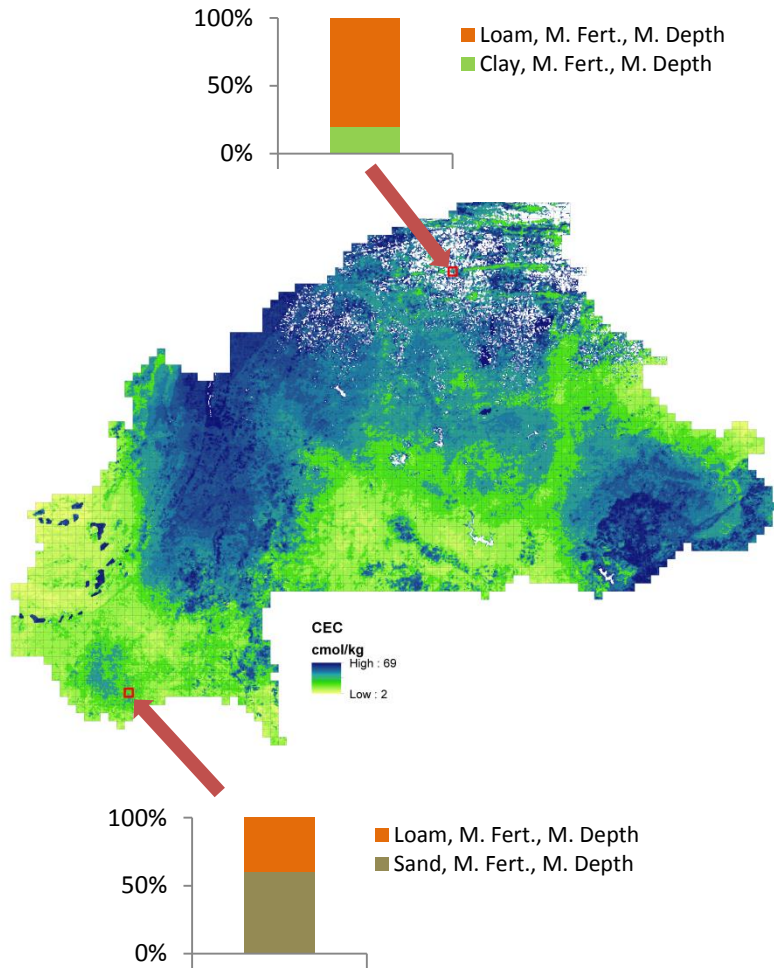 100%
50%
0%
Loam, M. Fert., M. Depth
Clay, M. Fert., M. Depth
CEC
cmol/kg
High : 69
Low : 2
100%
50%
0%
Loam, M. Fert., M. Depth
Sand, M. Fert., M. Depth